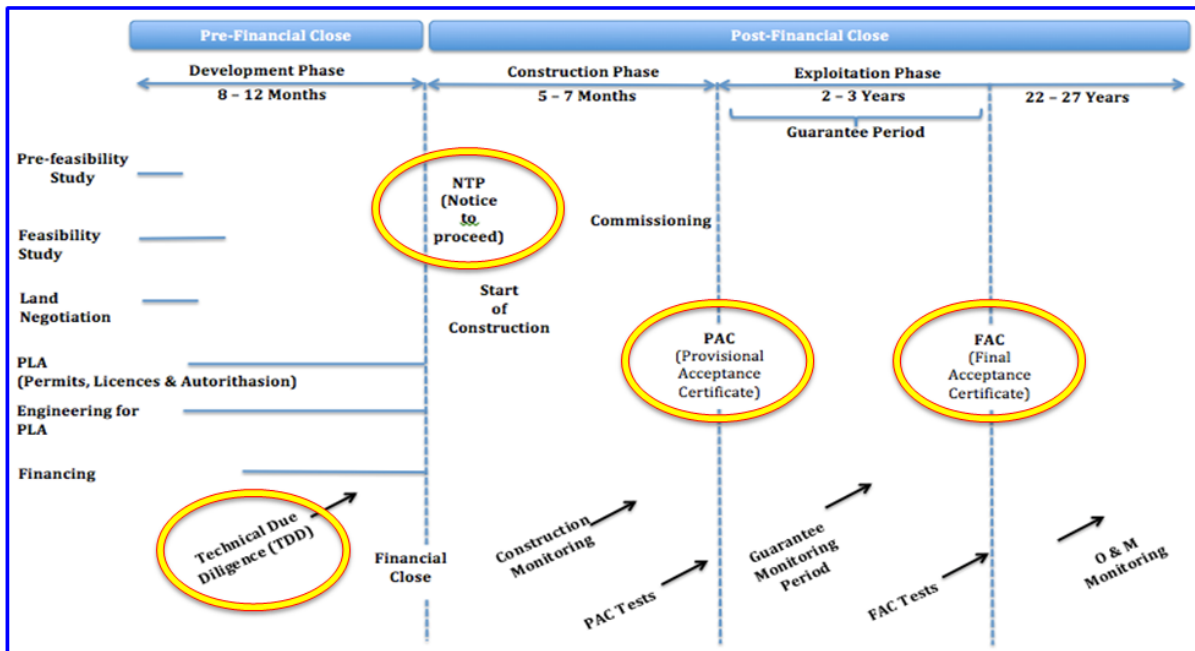 Pre-Financial Close
Post-Financial Close
Development Phase
Construction Phase
Exploitation Phase
8 – 12 Months
5 – 7 Months
2 – 3 Years
22 – 27 Years
Guarantee Period
Pre-feasibility
Study
NTP
(Notice
to
proceed)
Commissioning
Feasibility
Study
Land
Negotiation
Start
of
Construction
PAC
(Provisional
Acceptance
Certificate)
FAC
(Final
Acceptance
Certificate)
PLA
(Permits, Licences & Autorithasion)
Engineering for
PLA
Financing
Technical Due
Diligence (TDD)
Financial
Close
Construction
Monitoring
PAC Tests
Guarantee
Monitoring
Period
FAC Tests
O & M
Monitoring